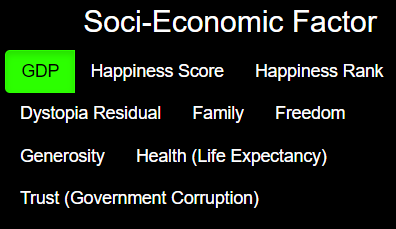 Soci-Economic Factor
GDP Happiness Score Happiness Rank
Dystopia Residual Family Freedom
Generosity Health (Life Expectancy)
Trust (Government Corruption)